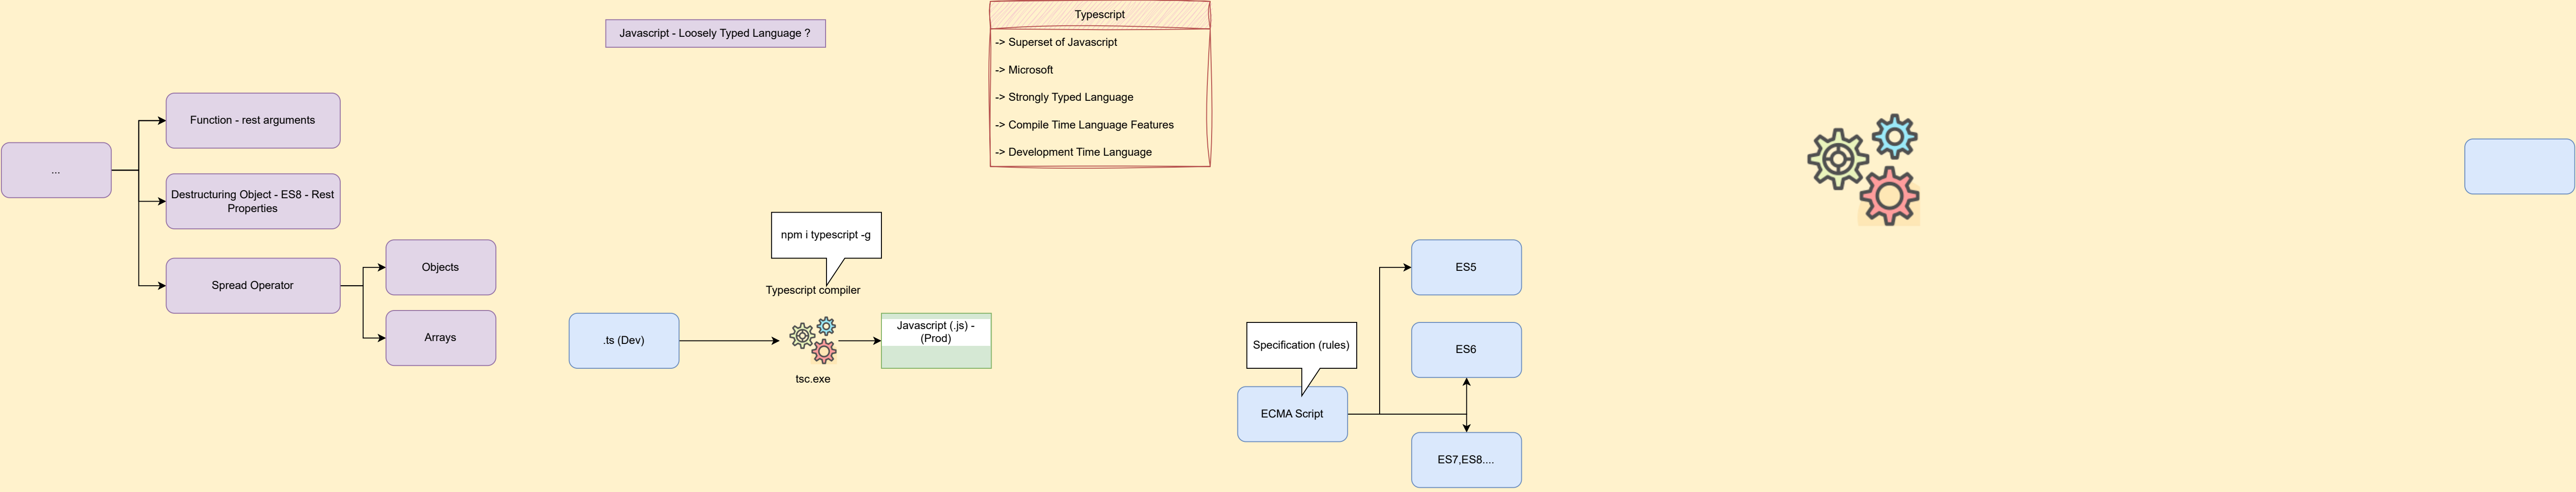 Javascript - Loosely Typed Language ?
Typescript
-> Superset of Javascript
-> Microsoft
-> Strongly Typed Language
-> Compile Time Language Features
-> Development Time Language
...
Function - rest arguments
Destructuring Object - ES8 - Rest
Properties
Spread Operator
Objects
Arrays
npm i typescript -g
Typescript compiler
.ts (Dev)
tsc.exe
Javascript (.js) -
(Prod)
Specification (rules)
ECMA Script
ES5
ES6
ES7,ES8....